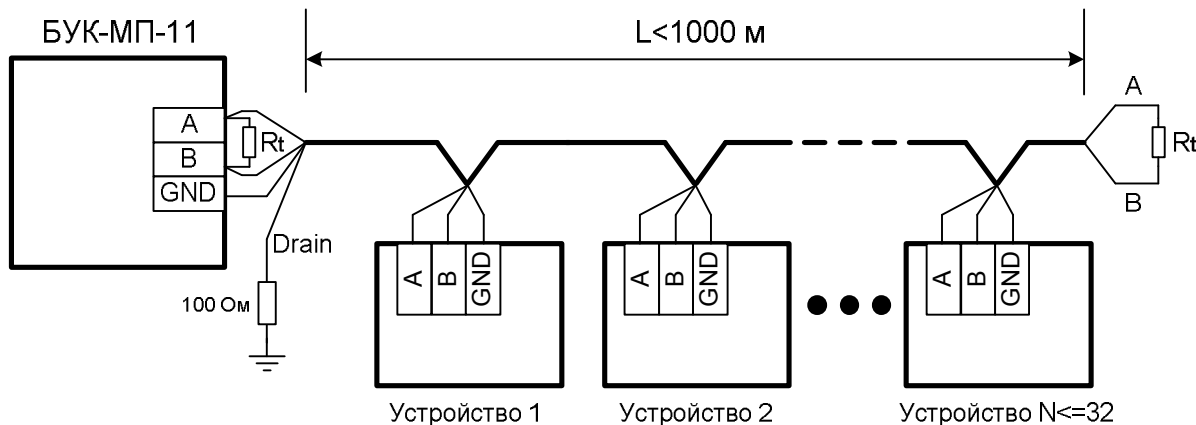 БУК-МП-11
L<1000 м
A
B
GND
Rt
Drain
100 Ом
A
B
Rt
A
B
GND
A
B
GND
A
B
GND
Устройство 1
Устройство 2
Устройство N<=32